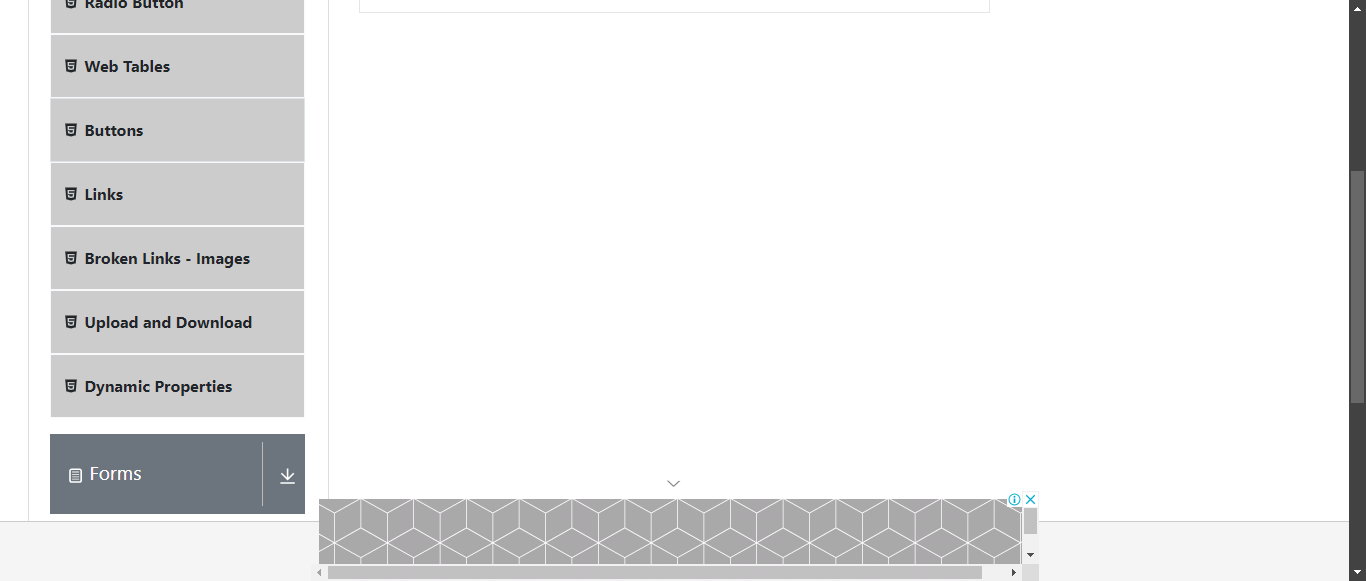 Radio Button
Web Tables
Buttons
Links
Broken Links - Images
Upload and Download
Dynamic Properties
Forms